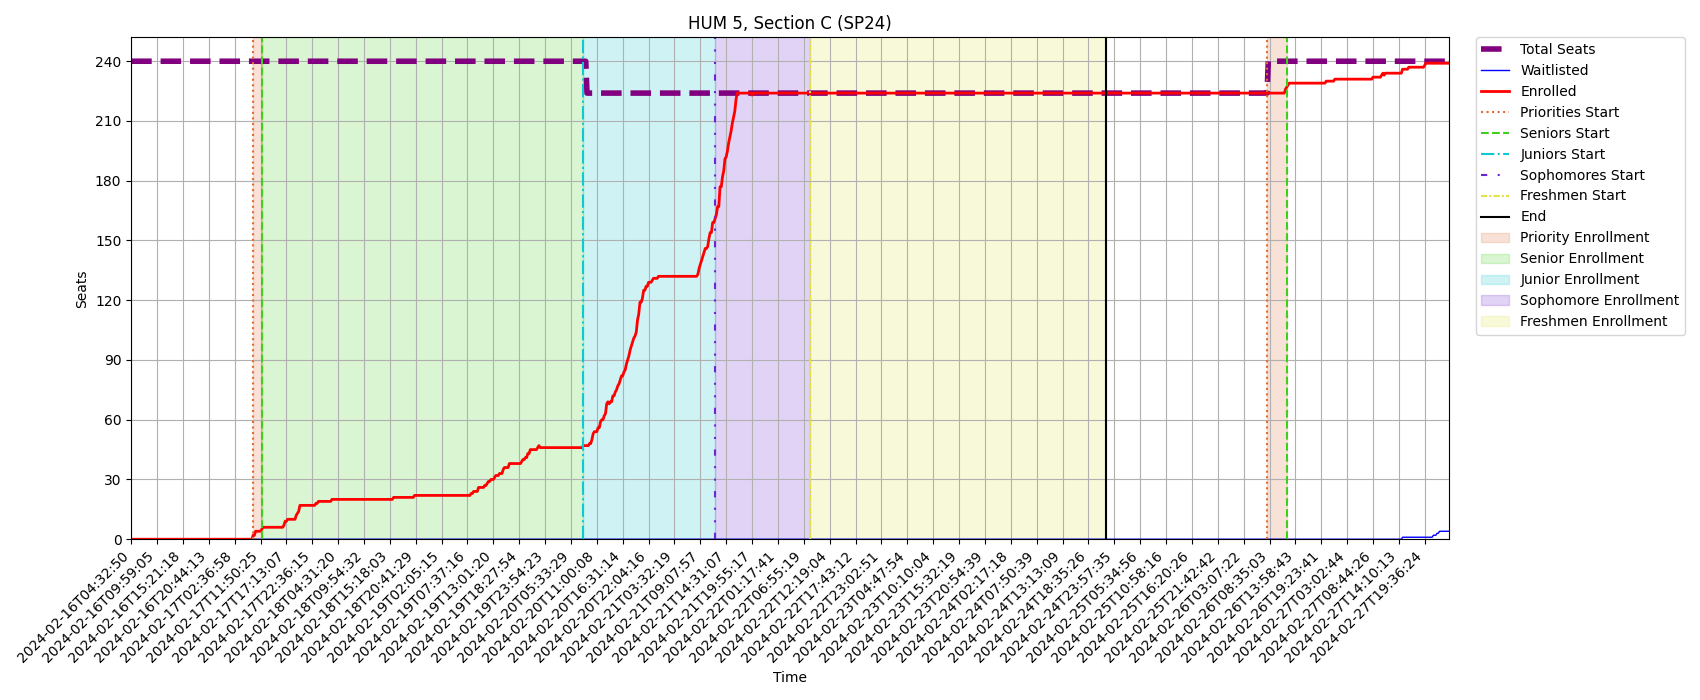 HUM 5, Section C (SP24)
Total Seats
Waitlisted
Enrolled
Priorities Start
Seniors Start
Juniors Start
Sophomores Start
Freshmen Start
End
Priority Enrollment
Senior Enrollment
Junior Enrollment
Sophomore Enrollment
Freshmen Enrollment
Seats
240
210
180
150
120
90
60
30
0
2024-02-16T04:32:50
2024-02-16T09:59:05
2024-02-16T15:21:18
2024-02-16T20:44:13
2024-02-17T02:36:58
2024-02-17T11:50:25
2024-02-17T17:13:07
2024-02-17T22:36:15
2024-02-18T04:31:20
2024-02-18T09:54:32
2024-02-18T15:18:03
2024-02-18T20:41:29
2024-02-19T02:05:15
2024-02-19T07:37:16
2024-02-19T13:01:20
2024-02-19T18:27:54
2024-02-19T23:54:23
2024-02-20T05:33:29
2024-02-20T11:00:08
2024-02-20T16:31:14
2024-02-20T22:04:16
2024-02-21T03:32:19
2024-02-21T09:07:57
2024-02-21T14:31:07
2024-02-21T19:55:17
2024-02-22T01:17:41
2024-02-22T06:55:19
2024-02-22T12:19:04
2024-02-22T17:43:12
2024-02-22T23:02:51
2024-02-23T04:47:54
2024-02-23T10:10:04
2024-02-23T15:32:19
2024-02-23T20:54:39
2024-02-24T02:17:18
2024-02-24T07:50:39
2024-02-24T13:13:09
2024-02-24T18:35:26
2024-02-24T23:57:35
2024-02-25T05:34:56
2024-02-25T10:58:16
2024-02-25T16:20:26
2024-02-25T21:42:42
2024-02-26T03:07:22
2024-02-26T08:35:03
2024-02-26T13:58:43
2024-02-26T19:23:41
2024-02-27T03:02:44
2024-02-27T08:44:26
2024-02-27T14:10:13
2024-02-27T19:36:24
Time